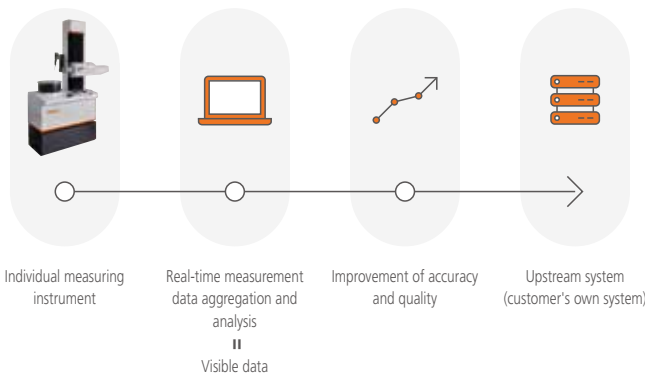 Individual measuring
instrument
Real-time measurement
data aggregation and
analysis
=
Visible data
Improvement of accuracy
and quality
Upstream system
(customer's own system)